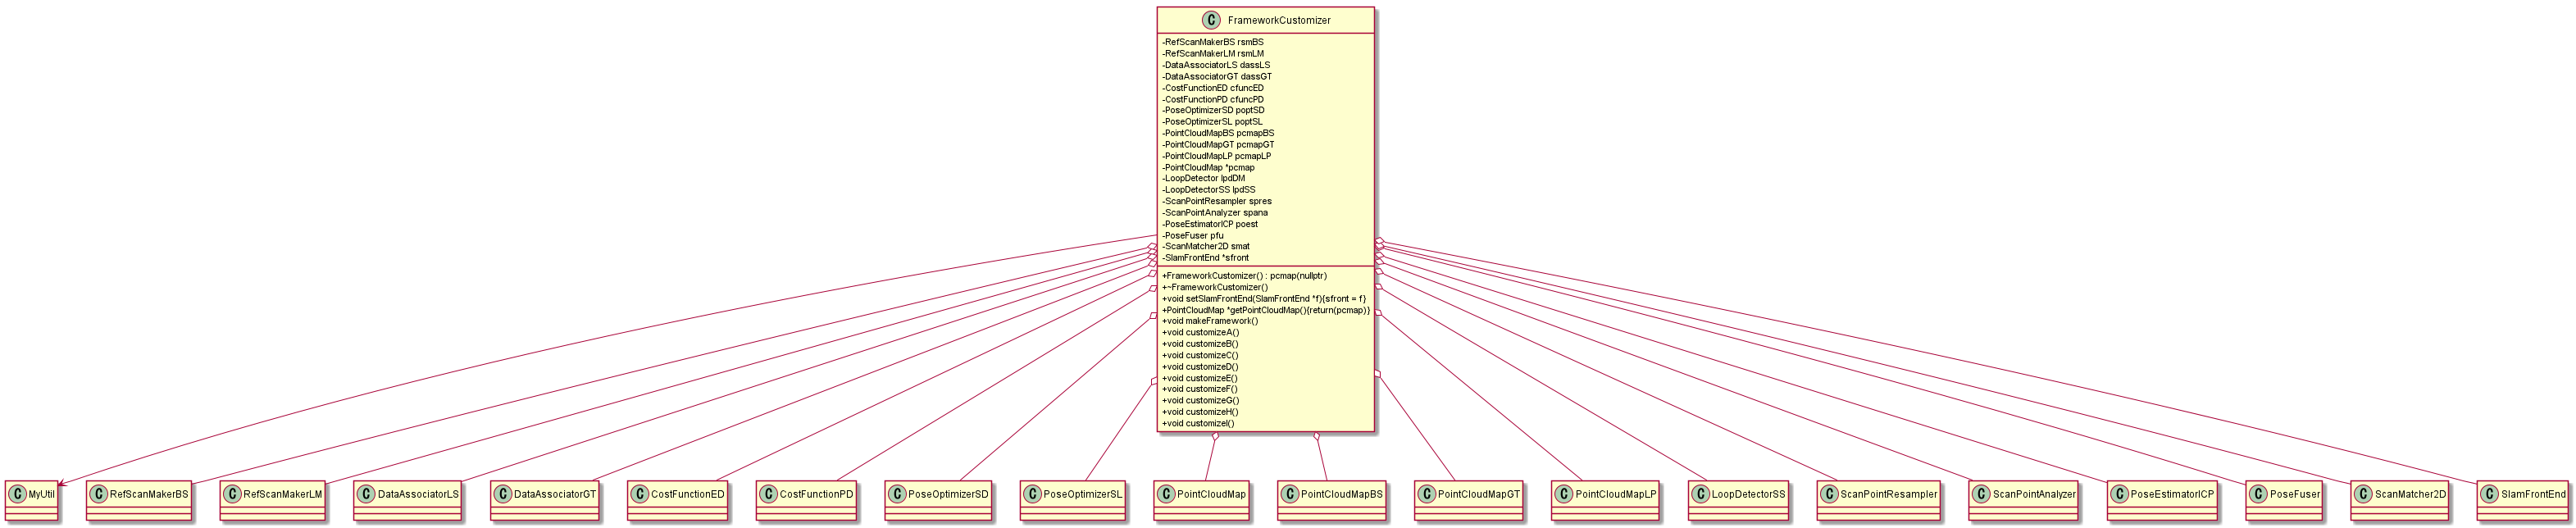 FrameworkCustomizer
-RefScanMakerBS rsmBS
-RefScanMakerLM rsmLM
-DataAssociatorLS dassLS
-DataAssociatorGT dassGT
-CostFunctionED cfuncED
-CostFunctionPD cfuncPD
-PoseOptimizerSD poptSD
-PoseOptimizerSL poptSL
-PointCloudMapBS pcmapBS
-PointCloudMapGT pcmapGT
-PointCloudMapLP pcmapLP
-PointCloudMap *pcmap
-LoopDetector lpdDM
-LoopDetectorSS lpdSS
-ScanPointResampler spres
-ScanPointAnalyzer spana
-PoseEstimatorICP poest
-PoseFuser pfu
-ScanMatcher2D smat
-SlamFrontEnd *sfront
+FrameworkCustomizer() : pcmap(nullptr)
+~FrameworkCustomizer()
+void setSlamFrontEnd(SlamFrontEnd *f){sfront = f}
+PointCloudMap *getPointCloudMap(){return(pcmap)}
+void makeFramework()
+void customizeA()
+void customizeB()
+void customizeC()
+void customizeD()
+void customizeE()
+void customizeF()
+void customizeG()
+void customizeH()
+void customizeI()
C MyUtil
C RefScanMakerBS
C RefScanMakerLM
C DataAssociatorLS
C DataAssociatorGT
C CostFunctionED
C CostFunctionPD
C PoseOptimizerSD
C PoseOptimizerSL
C PointCloudMap
C PointCloudMapBS
C PointCloudMapGT
C PointCloudMapLP
C LoopDetectorSS
C ScanPointResampler
C ScanPointAnalyzer
C PoseEstimatorICP
C PoseFuser
C ScanMatcher2D
C SlamFrontEnd